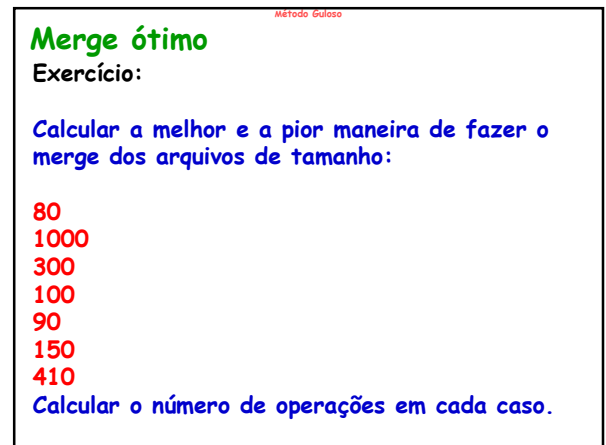 Método Guloso
Merge ótimo
Exercício:
Calcular a melhor e a pior maneira de fazer o
merge dos arquivos de tamanho:
80
1000
300
100
90
150
410
Calcular o número de operações em cada caso.